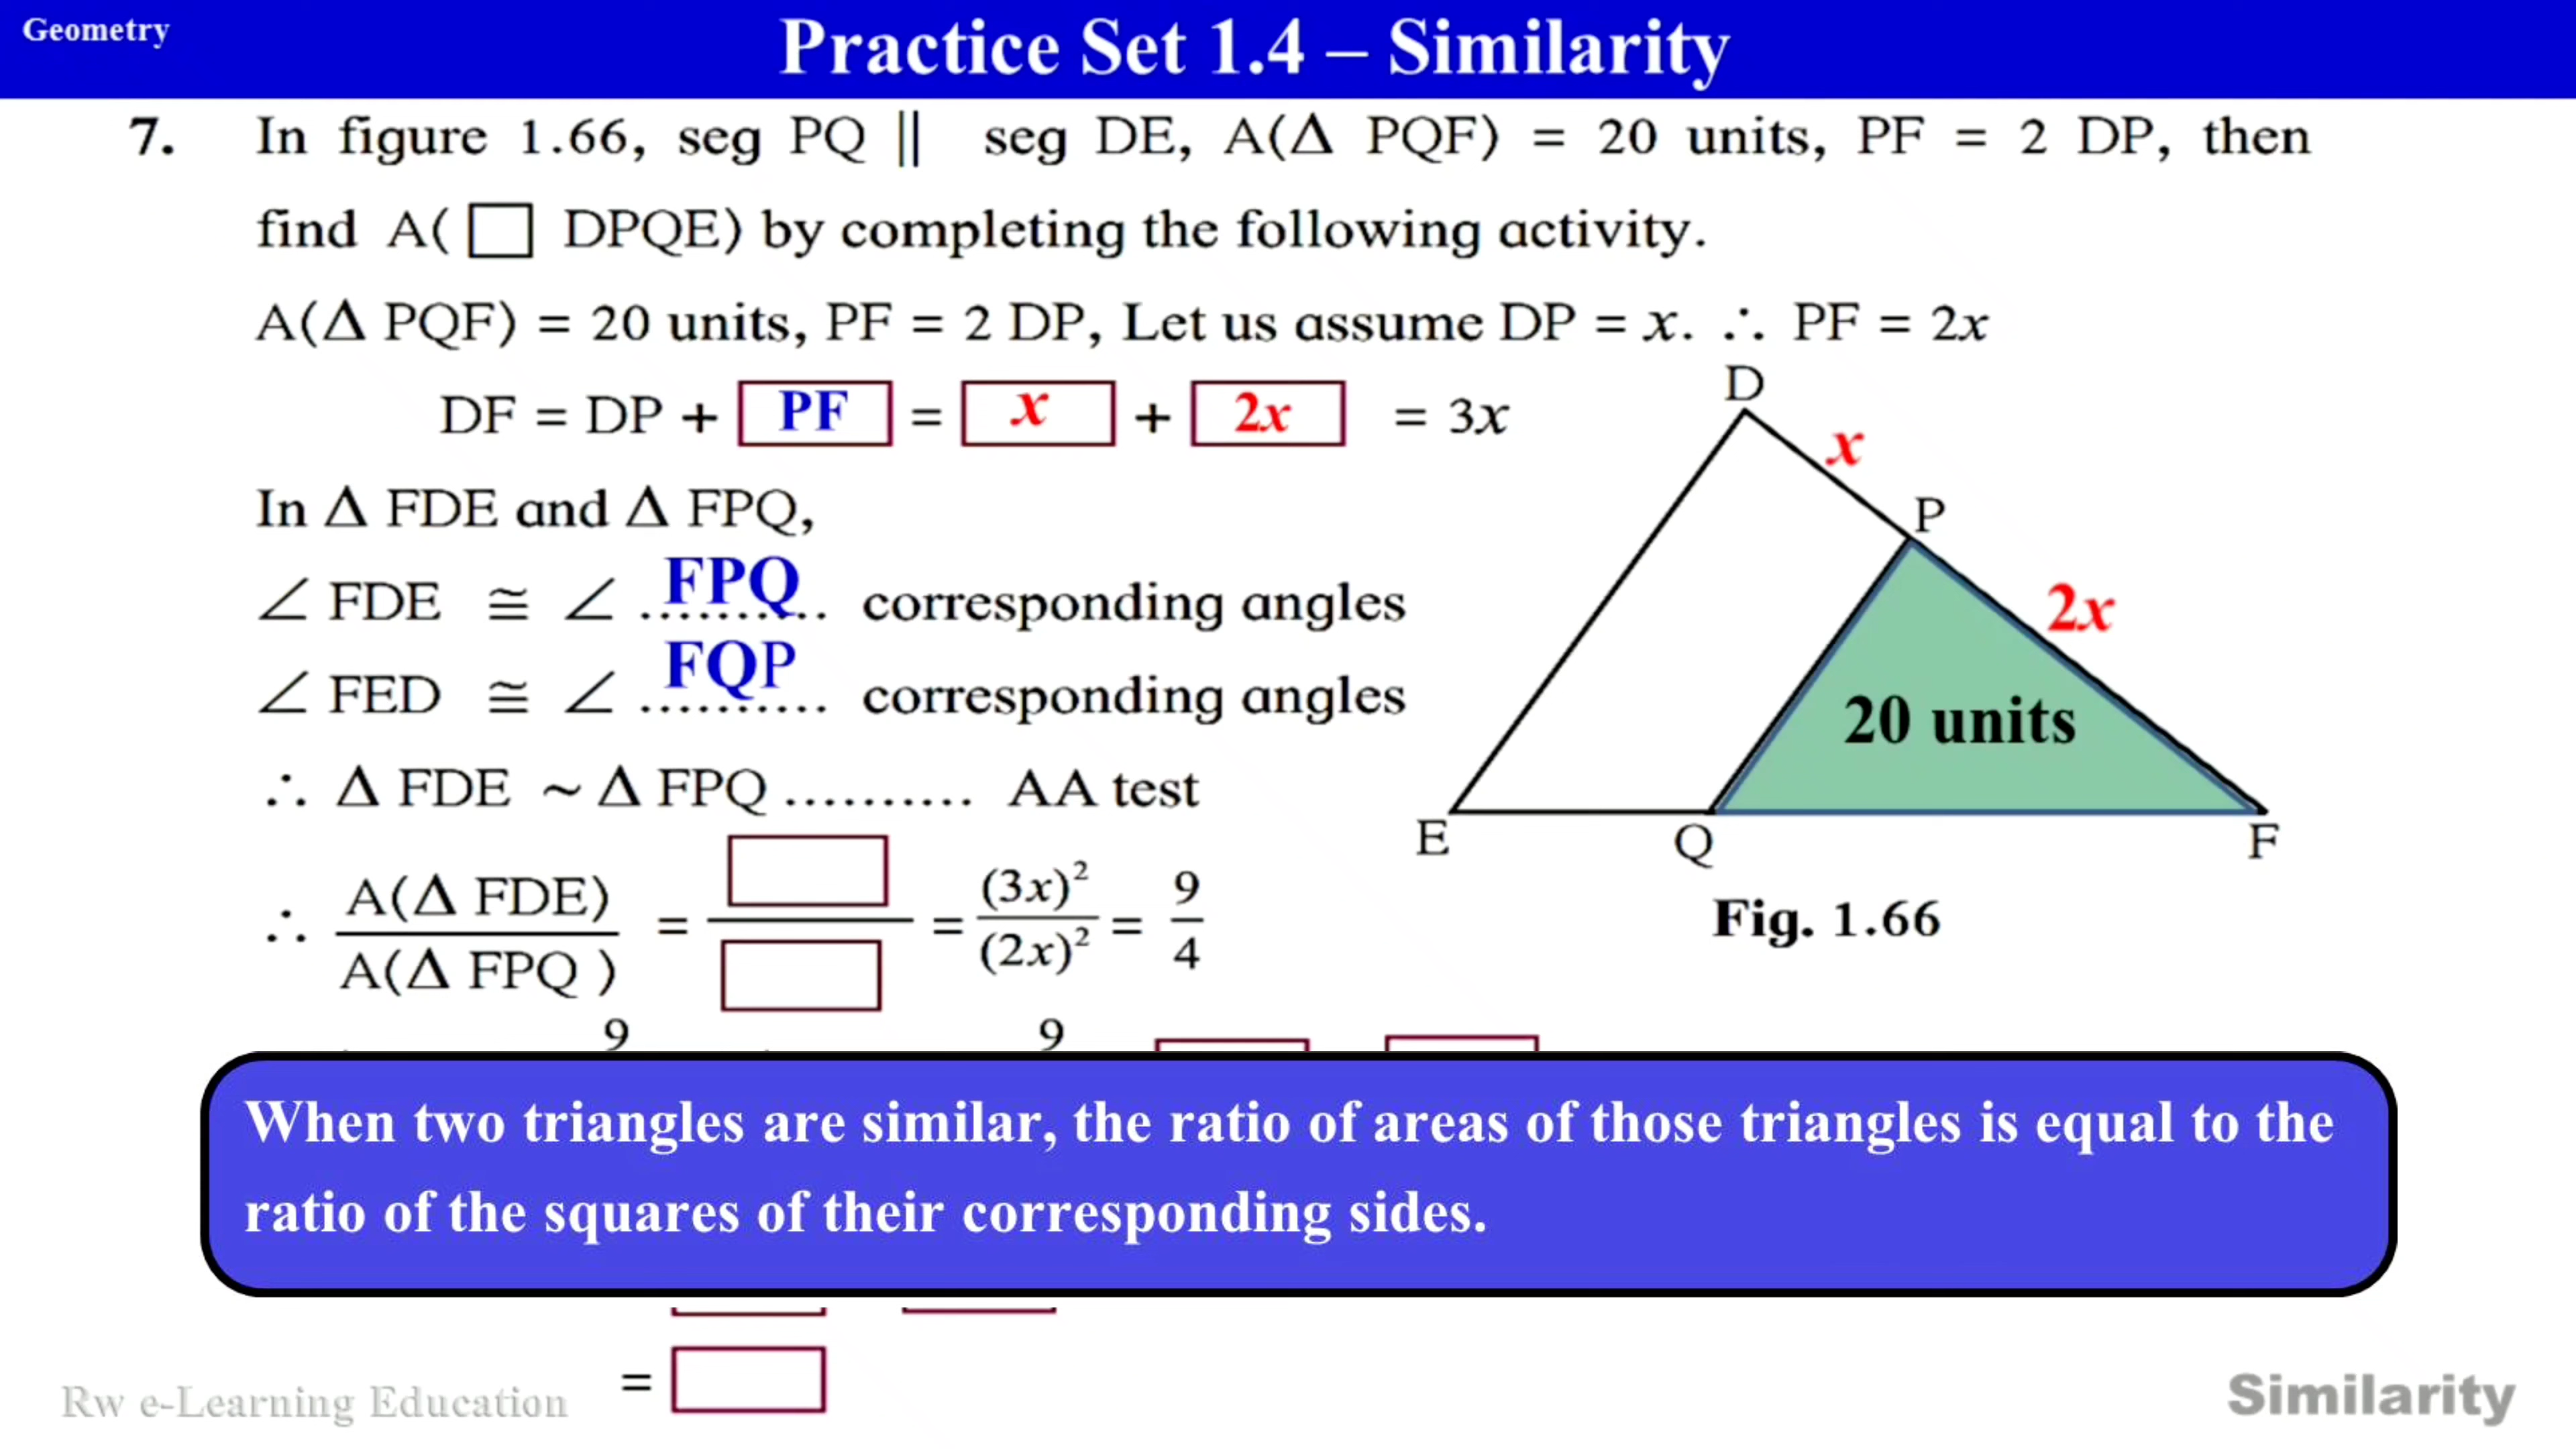 Geometry
Practice Set 1.4 – Similarity
7. In figure 1.66, seg PQ || seg DE, A(Δ PQF) = 20 units, PF = 2 DP, then
find A(□ DPQE) by completing the following activity.
A(Δ PQF) = 20 units, PF = 2 DP, Let us assume DP = x. ∴ PF = 2x
DF = DP + PF = x + 2x = 3x
In Δ FDE and Δ FPQ,
∠ FDE ≅ ∠ FPQ .......... corresponding angles
∠ FED ≅ ∠ FQP .......... corresponding angles
∴ Δ FDE ~ Δ FPQ .......... AA test
∴ A(Δ FDE) / A(Δ FPQ ) = □ / □ = (3x)² / (2x)² = 9 / 4
9 9
D
x
P
2x
20 units
E Q F
Fig. 1.66
When two triangles are similar, the ratio of areas of those triangles is equal to the
ratio of the squares of their corresponding sides.
= □
Rw e-Learning Education
Similarity